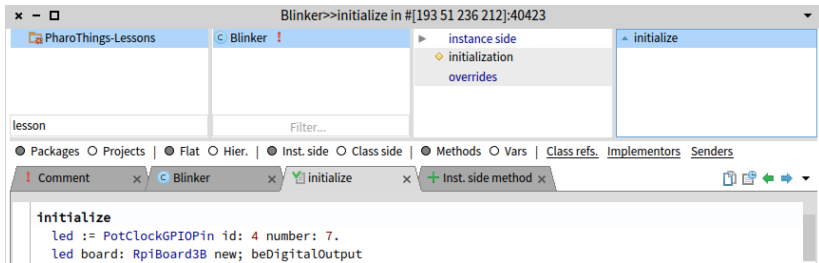 Blinker>>initialize in #[193 51 236 212]:40423
PharoThings-Lessons
Blinker !
instance side
initialization
overrides
initialize
lesson
Filter...
Packages Projects | Flat Hier. | Inst. side Class side | Methods Vars | Class refs. Implementors Senders
! Comment x
C Blinker x
initialize x
Inst. side method x
initialize
led := PotClockGPIOPin id: 4 number: 7.
led board: RpiBoard3B new; beDigitalOutput